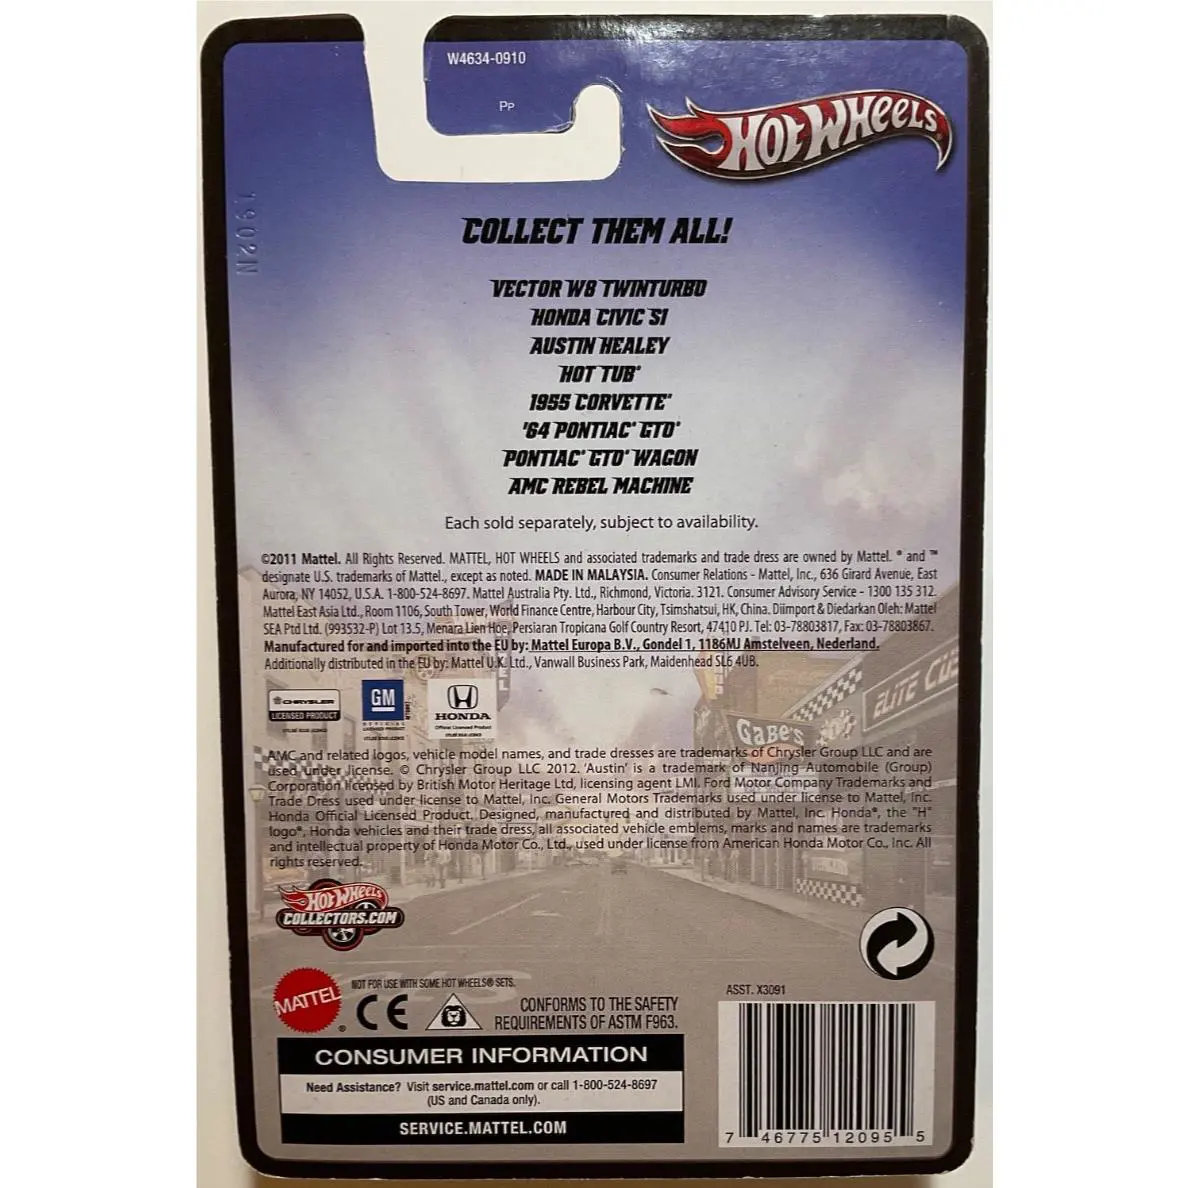 W4634-0910
Pp
HOT WHEELS
1902N
COLLECT THEM ALL!
VECTOR W8 TWINTURBO
HONDA CIVIC SI
AUSTIN HEALEY
HOT TUB®
1955 CORVETTE®
'64 PONTIAC® GTO®
PONTIAC® GTO® WAGON
AMC REBEL MACHINE
Each sold separately, subject to availability.
©2011 Mattel. All Rights Reserved. MATTEL, HOT WHEELS and associated trademarks and trade dress are owned by Mattel. ® and ™
designate U.S. trademarks of Mattel., except as noted. MADE IN MALAYSIA. Consumer Relations - Mattel, Inc., 636 Girard Avenue, East
Aurora, NY 14052, U.S.A. 1-800-524-8697. Mattel Australia Pty. Ltd., Richmond, Victoria. 3121. Consumer Advisory Service - 1300 135 312.
Mattel East Asia Ltd., Room 1106, South Tower, World Finance Centre, Harbour City, Tsimshatsui, HK, China. Diimport & Diedarkan Oleh: Mattel
SEA Ptd Ltd. (993532-P) Lot 13.5, Menara Lien Hoe, Persiaran Tropicana Golf Country Resort, 47410 PJ. Tel: 03-78803817, Fax: 03-78803867.
Manufactured for and imported into the EU by: Mattel Europa B.V., Gondel 1, 1186MJ Amstelveen, Nederland.
Additionally distributed in the EU by: Mattel U.K. Ltd., Vanwall Business Park, Maidenhead SL6 4UB.
CHRYSLER
LICENSED PRODUCT
GM
OFFICIAL
LICENSED PRODUCT
HONDA
Official Licensed Product
ELITE CU
GABE'S
AMC and related logos, vehicle model names, and trade dresses are trademarks of Chrysler Group LLC and are
used under license. © Chrysler Group LLC 2012. 'Austin' is a trademark of Nanjing Automobile (Group)
Corporation licensed by British Motor Heritage Ltd, licensing agent LMI. Ford Motor Company Trademarks and
Trade Dress used under license to Mattel, Inc. General Motors Trademarks used under license to Mattel, Inc.
Honda Official Licensed Product. Designed, manufactured and distributed by Mattel, Inc. Honda®, the "H"
logo®, Honda vehicles and their trade dress, all associated vehicle emblems, marks and names are trademarks
and intellectual property of Honda Motor Co., Ltd., used under license from American Honda Motor Co., Inc. All
rights reserved.
HOT WHEELS
COLLECTORS.COM
MATTEL®
NOT FOR USE WITH SOME HOT WHEELS® SETS.
CE
CONFORMS TO THE SAFETY
REQUIREMENTS OF ASTM F963.
ASST. X3091
CONSUMER INFORMATION
Need Assistance? Visit service.mattel.com or call 1-800-524-8697
(US and Canada only).
SERVICE.MATTEL.COM
7 46775 12095 5